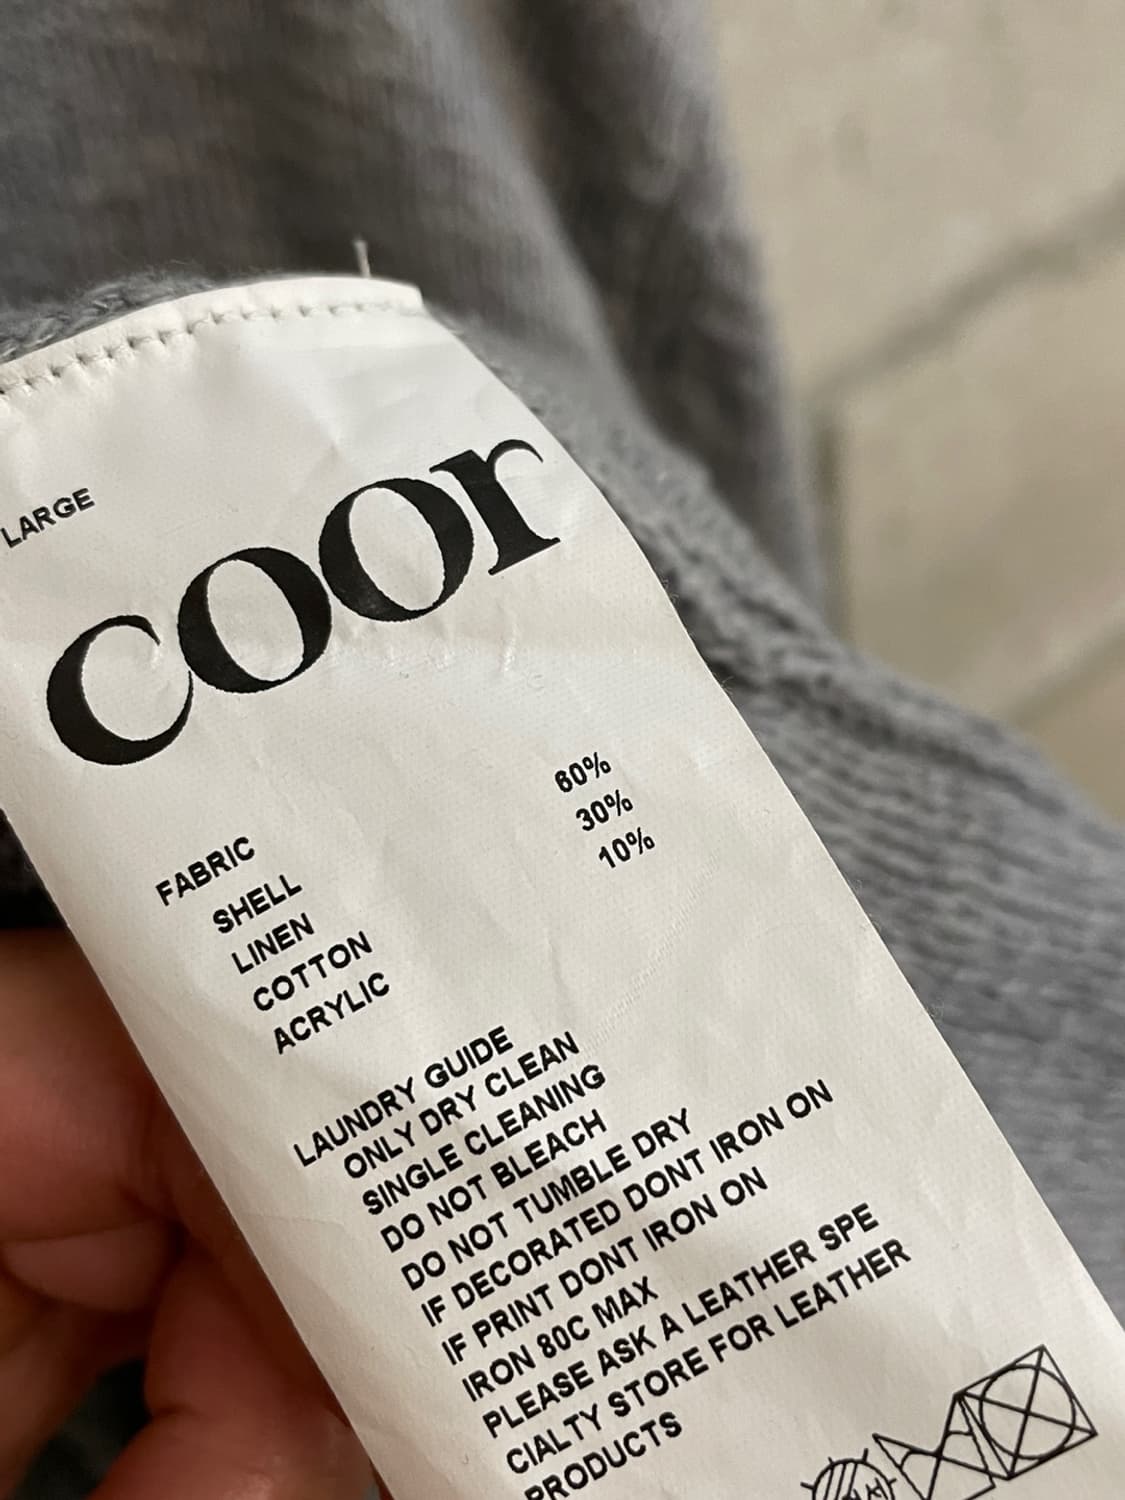 LARGE
coor
FABRIC
SHELL
LINEN 60%
COTTON 30%
ACRYLIC 10%
LAUNDRY GUIDE
ONLY DRY CLEAN
SINGLE CLEANING
DO NOT BLEACH
DO NOT TUMBLE DRY
IF DECORATED DONT IRON ON
IF PRINT DONT IRON ON
IRON 80C MAX
PLEASE ASK A LEATHER SPE
CIALTY STORE FOR LEATHER
PRODUCTS